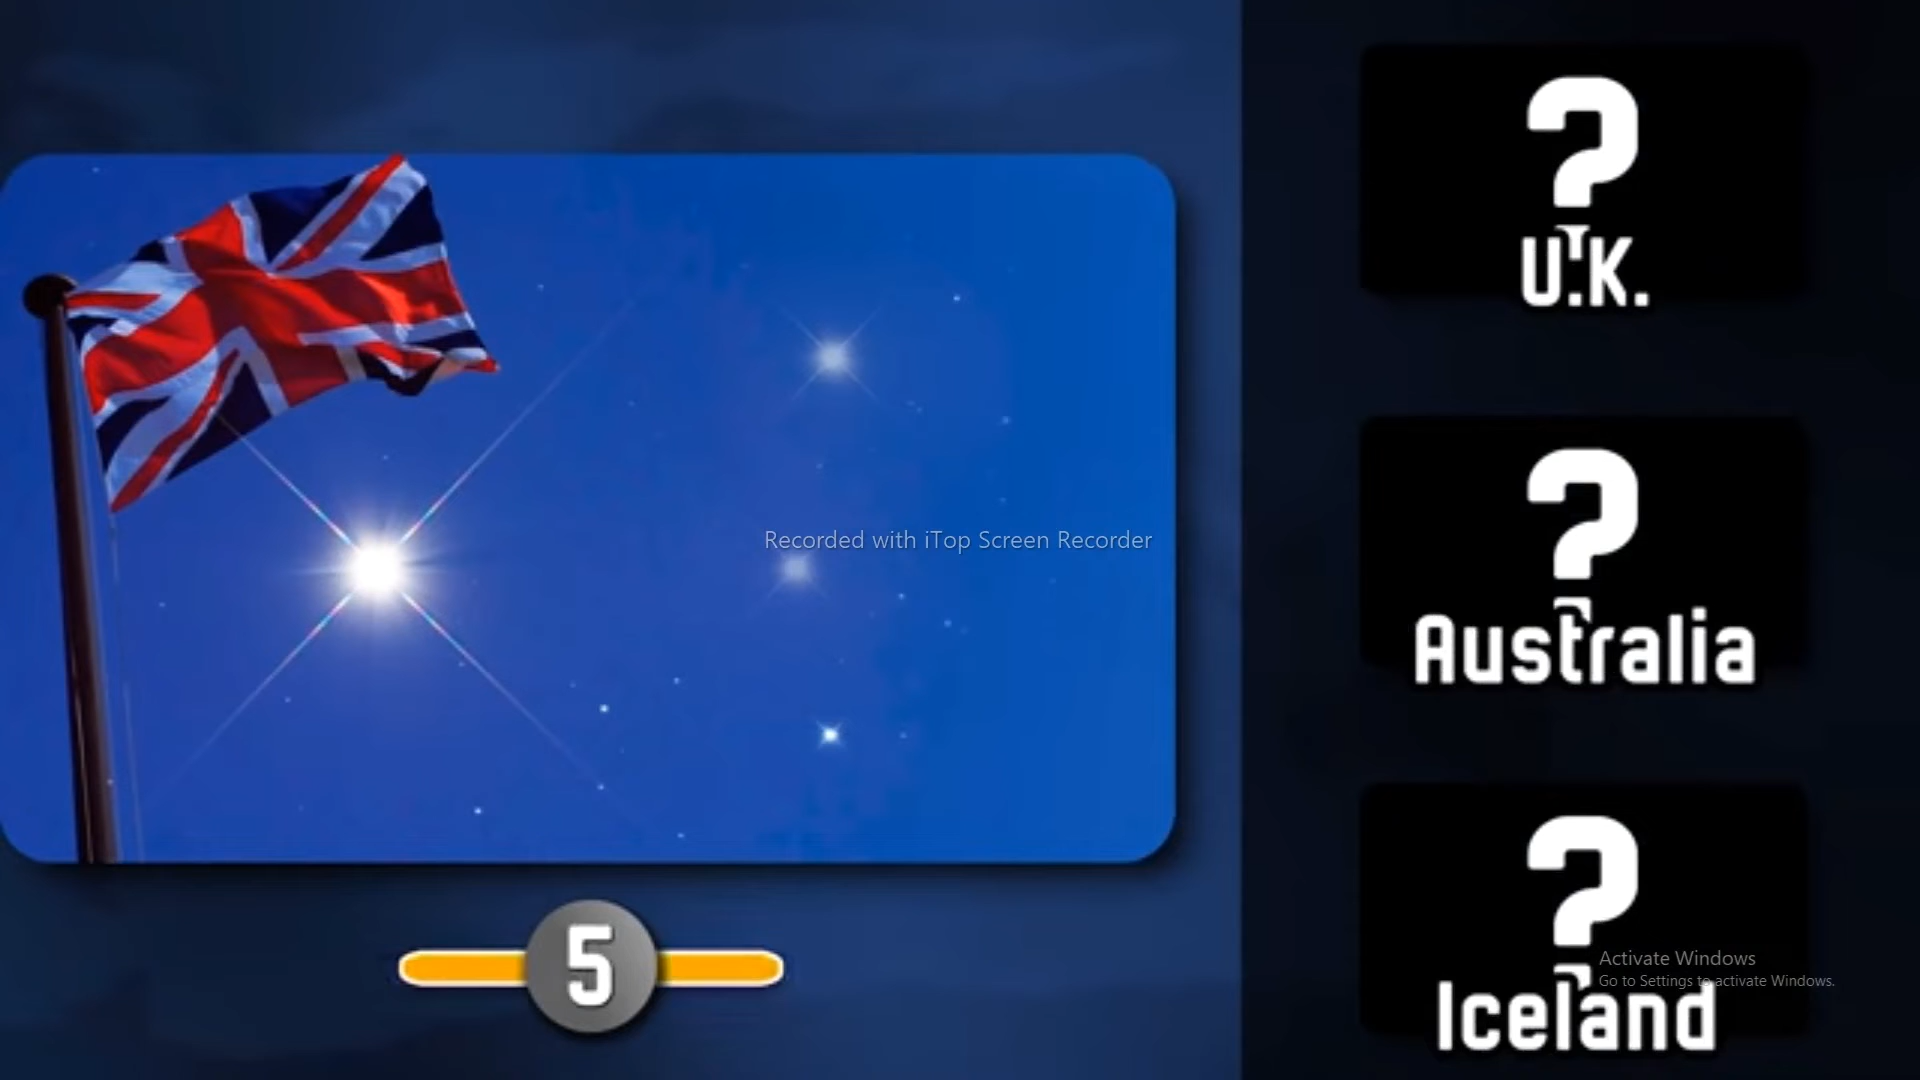 ?
U.K.
Recorded with iTop Screen Recorder
?
Australia
5
?
Activate Windows
Go to Settings to activate Windows.
Iceland